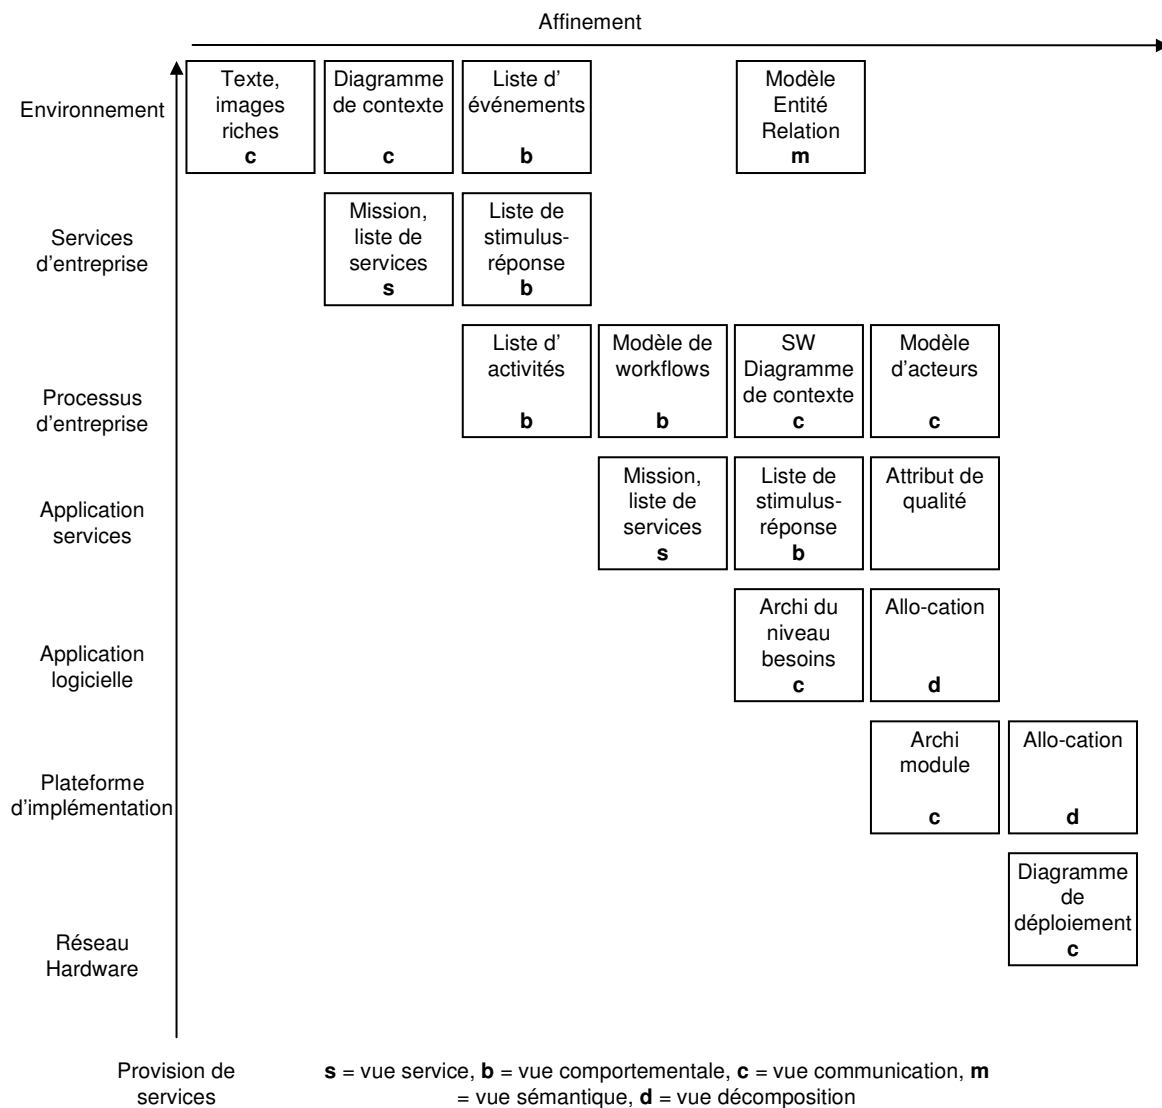 Affinement
Environnement
Texte,
images
riches
c
Diagramme
de contexte
c
Liste d’
événements
b
Modèle
Entité
Relation
m
Services
d’entreprise
Mission,
liste de
services
s
Liste de
stimulus-
réponse
b
Processus
d’entreprise
Liste d’
activités
b
Modèle de
workflows
b
SW
Diagramme
de contexte
c
Modèle
d’acteurs
c
Application
services
Mission,
liste de
services
s
Liste de
stimulus-
réponse
b
Attribut de
qualité
Application
logicielle
Archi du
niveau
besoins
c
Allo-cation
d
Plateforme
d’implémentation
Archi
module
c
Allo-cation
d
Réseau
Hardware
Diagramme
de
déploiement
c
Provision de
services
s = vue service, b = vue comportementale, c = vue communication, m
= vue sémantique, d = vue décomposition